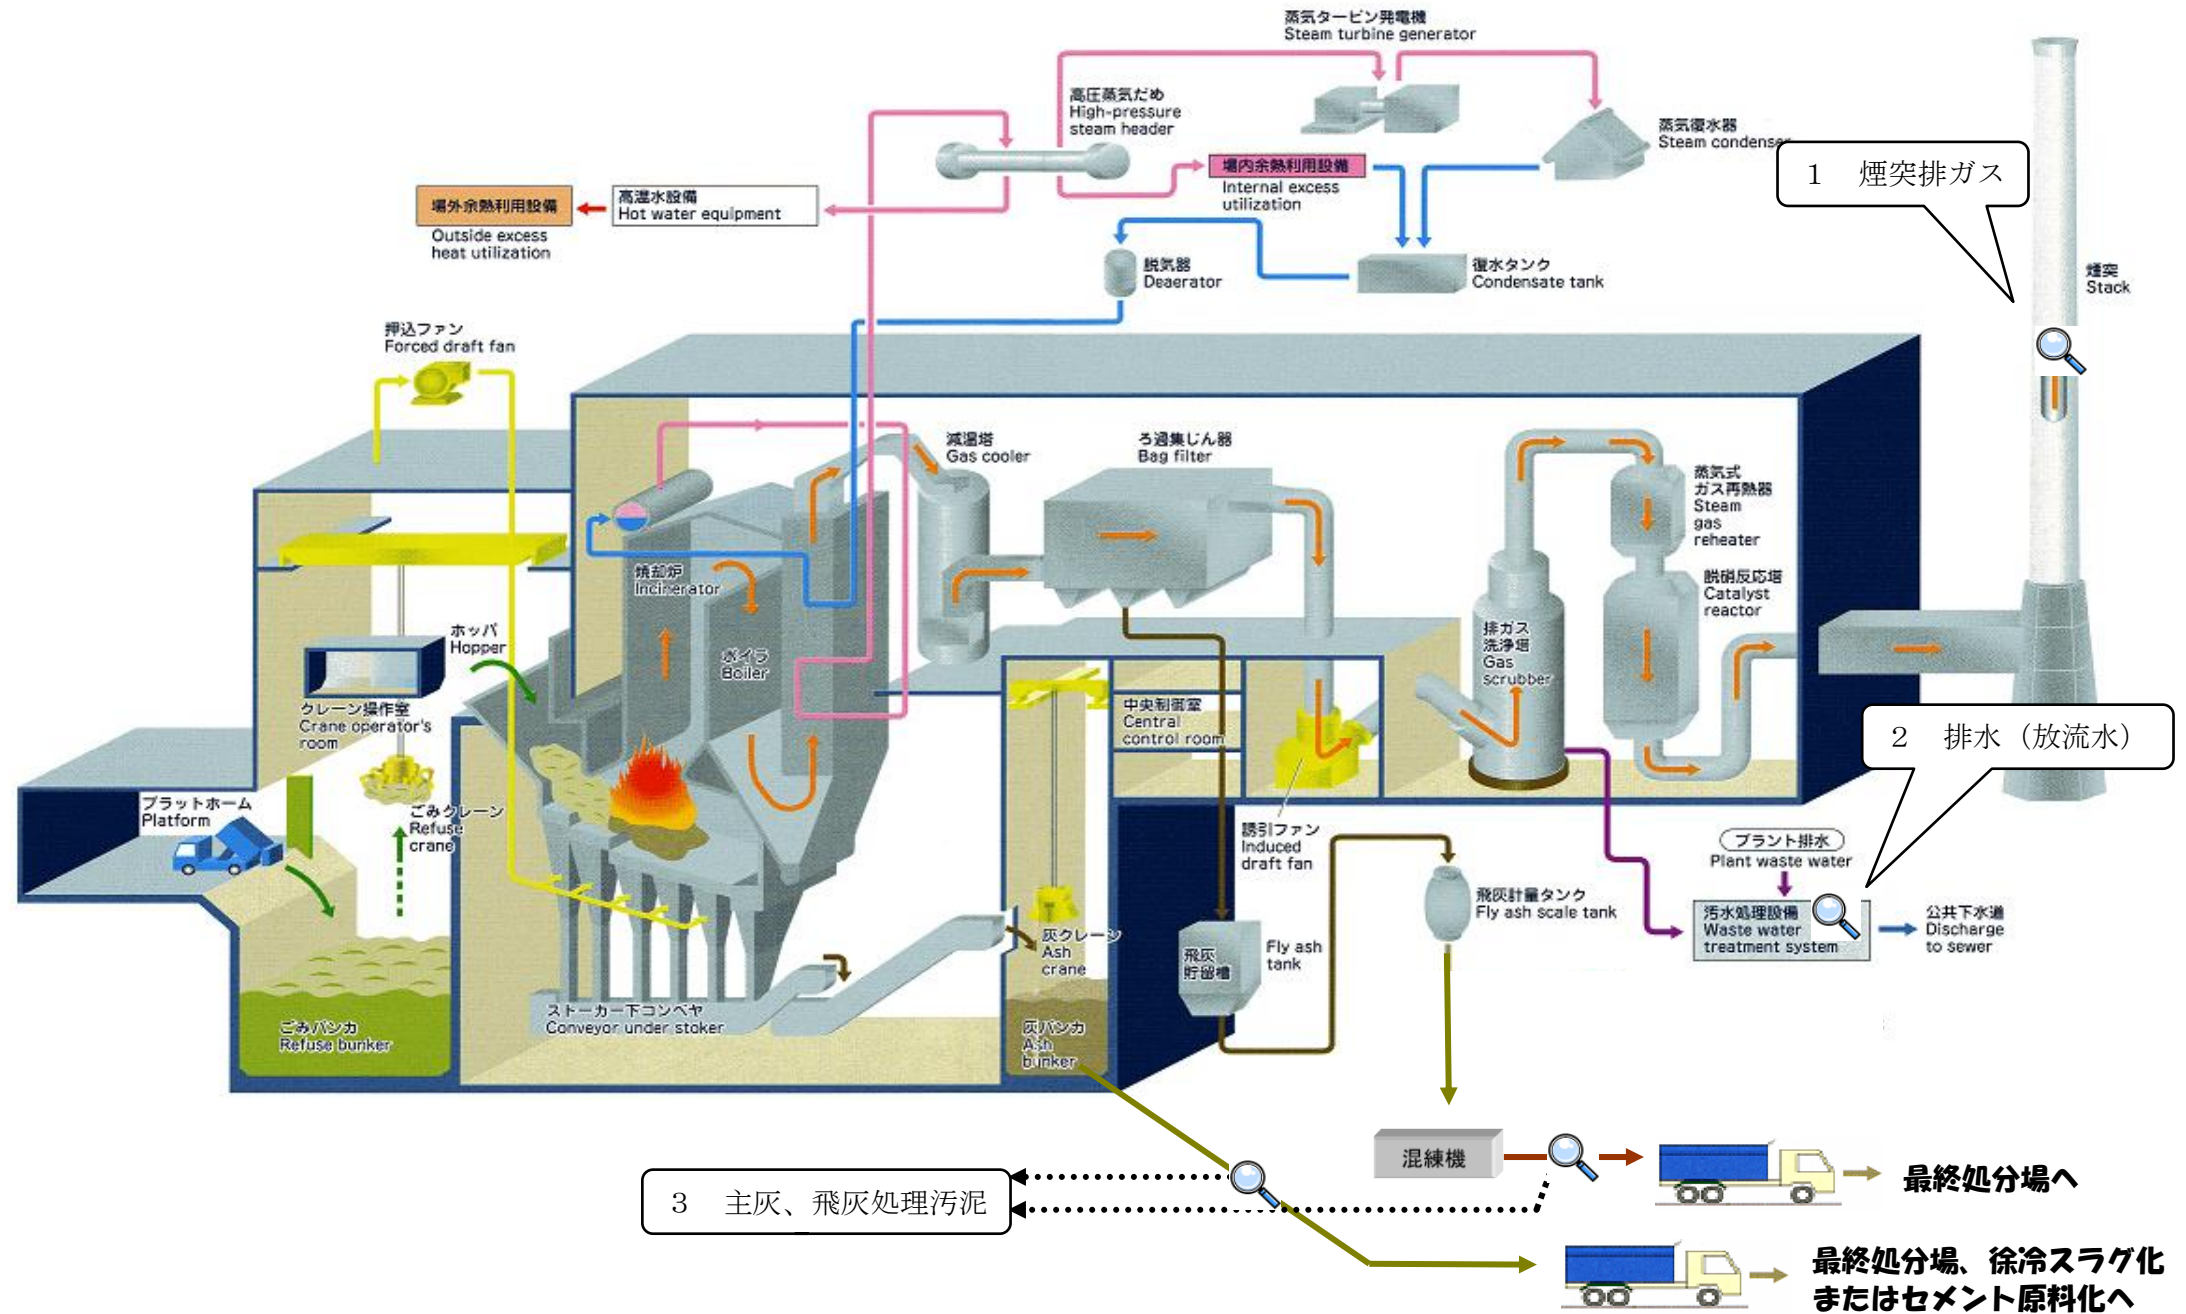 蒸気タービン発電機
Steam turbine generator
高圧蒸気だめ
High-pressure
steam header
蒸気復水器
Steam condenser
1 煙突排ガス
場内余熱利用設備
Internal excess
utilization
場外余熱利用設備
Outside excess
heat utilization
高温水設備
Hot water equipment
脱気器
Deaerator
復水タンク
Condensate tank
煙突
Stack
押込ファン
Forced draft fan
減温塔
Gas cooler
ろ過集じん器
Bag filter
蒸気式
ガス再熱器
Steam
gas
reheater
焼却炉
Incinerator
脱硝反応塔
Catalyst
reactor
ホッパ
Hopper
ボイラ
Boiler
排ガス
洗浄塔
Gas
scrubber
クレーン操作室
Crane operator's
room
中央制御室
Central
control room
2 排水（放流水）
プラットホーム
Platform
ごみクレーン
Refuse
crane
誘引ファン
Induced
draft fan
プラント排水
Plant waste water
飛灰計量タンク
Fly ash scale tank
汚水処理設備
Waste water
treatment system
公共下水道
Discharge
to sewer
灰クレーン
Ash
crane
飛灰
貯留槽
Fly ash
tank
ストーカー下コンベヤ
Conveyor under stoker
ごみバンカ
Refuse bunker
灰バンカ
Ash
bunker
混練機
最終処分場へ
3 主灰、飛灰処理汚泥
最終処分場、徐冷スラグ化
またはセメント原料化へ